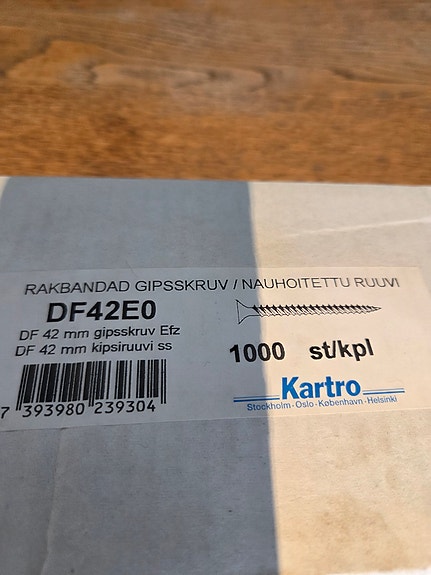 RAKBANDAD GIPSSKRUV / NAUHOITETTU RUUVI
DF42E0
DF 42 mm gipsskruv Efz
DF 42 mm kipsiruuvi ss
1000 st/kpl
7 393980 239304
Kartro
Stockholm · Oslo · København · Helsinki